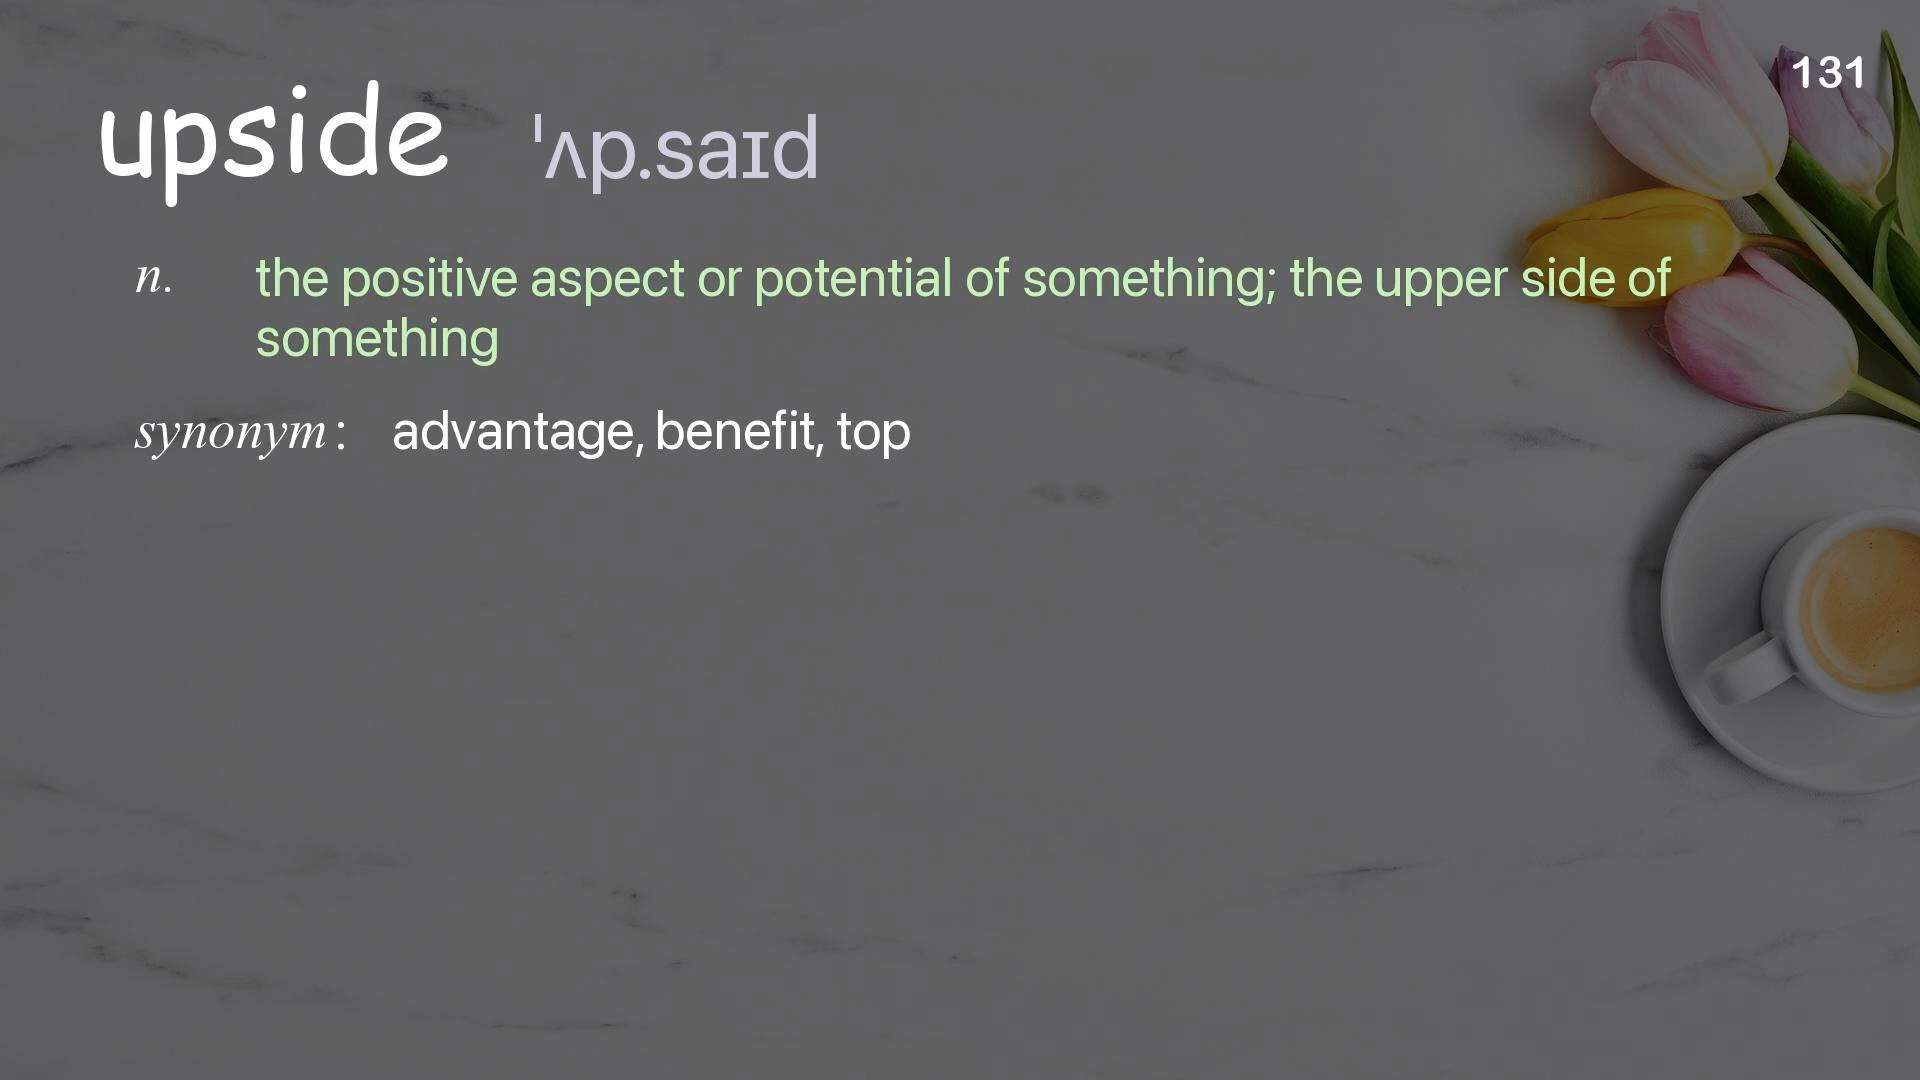 131
upside ˈʌp.saɪd
n. the positive aspect or potential of something; the upper side of
something
synonym: advantage, benefit, top